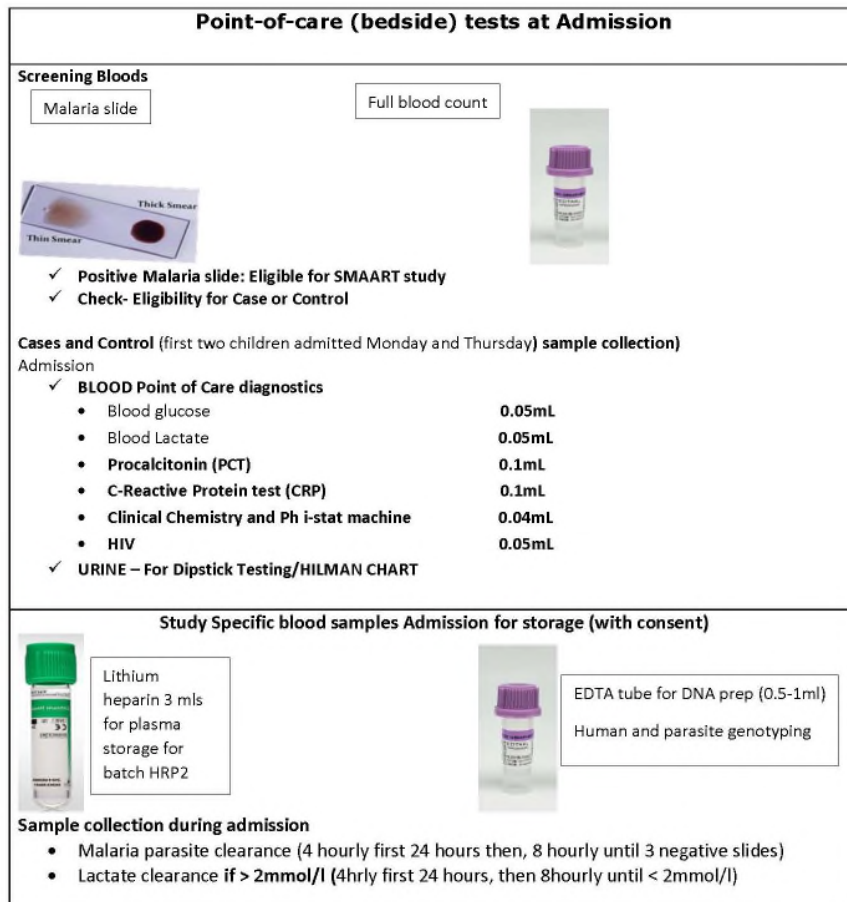 Point-of-care (bedside) tests at Admission
Screening Bloods
Malaria slide
Full blood count
Thick Smear
Thin Smear
✓ Positive Malaria slide: Eligible for SMAART study
✓ Check- Eligibility for Case or Control
Cases and Control (first two children admitted Monday and Thursday) sample collection)
Admission
✓ BLOOD Point of Care diagnostics
• Blood glucose 0.05mL
• Blood Lactate 0.05mL
• Procalcitonin (PCT) 0.1mL
• C-Reactive Protein test (CRP) 0.1mL
• Clinical Chemistry and Ph i-stat machine 0.04mL
• HIV 0.05mL
✓ URINE – For Dipstick Testing/HILMAN CHART
Study Specific blood samples Admission for storage (with consent)
Lithium
heparin 3 mls
for plasma
storage for
batch HRP2
EDTA tube for DNA prep (0.5-1ml)
Human and parasite genotyping
Sample collection during admission
• Malaria parasite clearance (4 hourly first 24 hours then, 8 hourly until 3 negative slides)
• Lactate clearance if > 2mmol/l (4hrly first 24 hours, then 8hourly until < 2mmol/l)